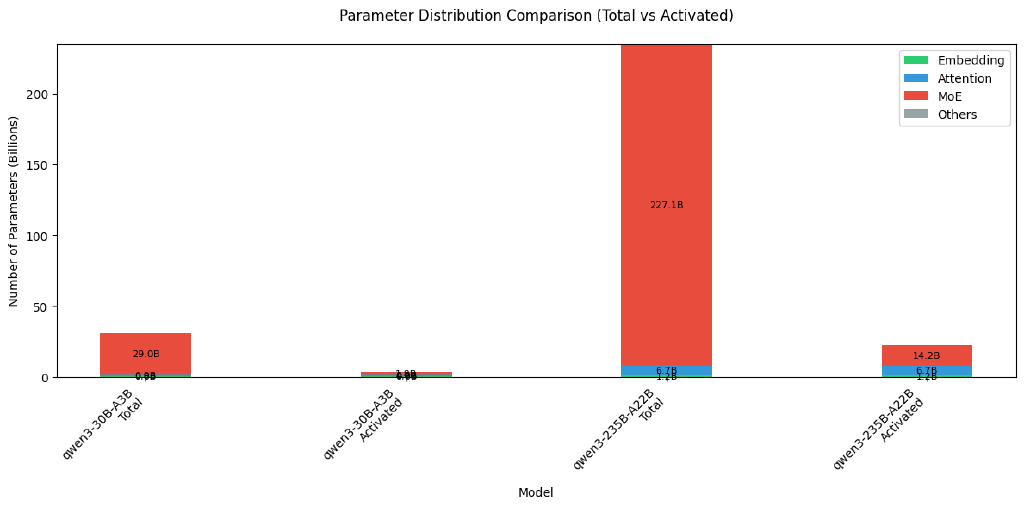 Parameter Distribution Comparison (Total vs Activated)
Number of Parameters (Billions)
200
150
100
50
0
Embedding
Attention
MoE
Others
29.0B
227.1B
6.7B
1.2B
14.2B
6.7B
1.2B
qwen3-30B-A3B
Total
qwen3-30B-A3B
Activated
qwen3-235B-A22B
Total
qwen3-235B-A22B
Activated
Model